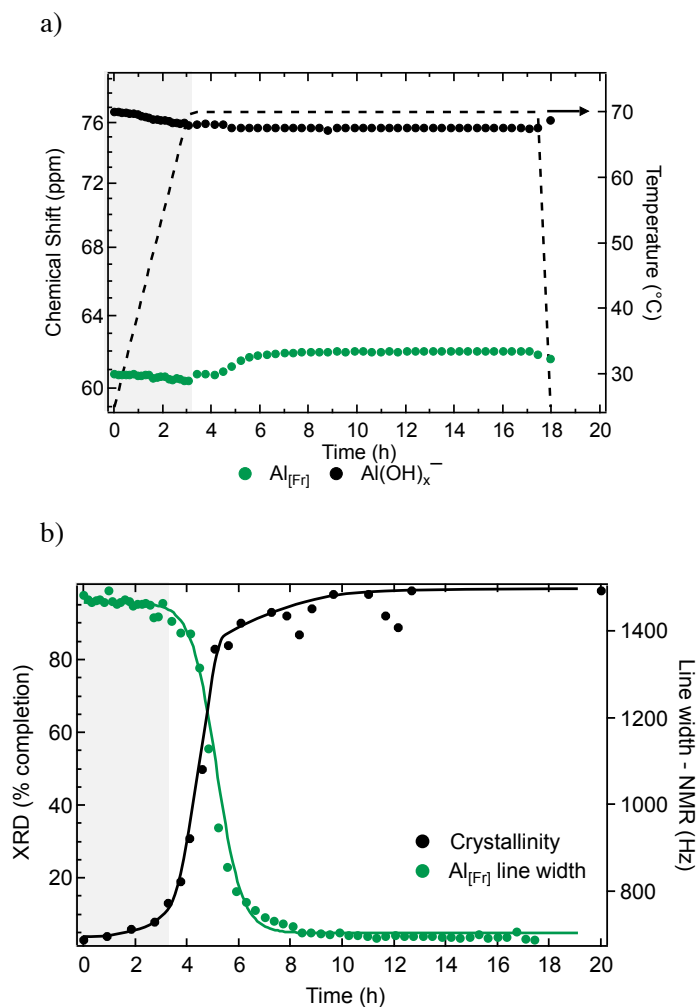 a)
Chemical Shift (ppm)
76
72
68
64
60
70
60
50
40
30
Temperature (°C)
0 2 4 6 8 10 12 14 16 18 20
Time (h)
Al[Fr] Al(OH)x–
b)
XRD (% completion)
80
60
40
20
1400
1200
1000
800
Line width - NMR (Hz)
Crystallinity
Al[Fr] line width
0 2 4 6 8 10 12 14 16 18 20
Time (h)